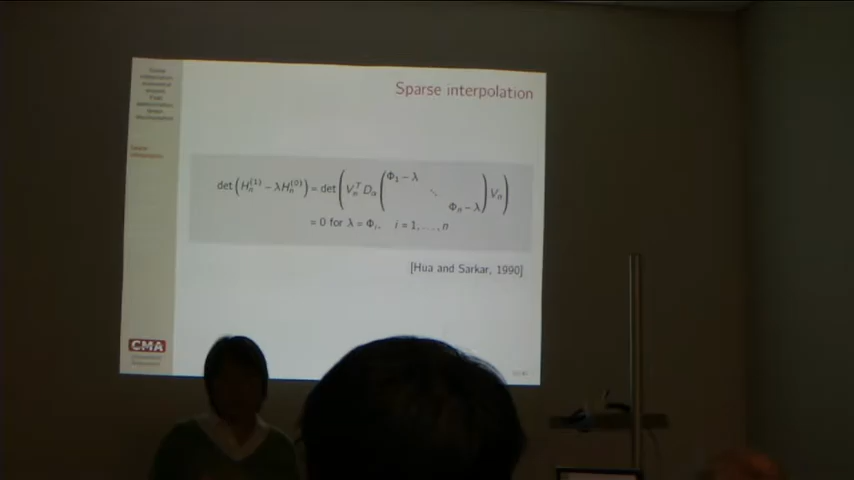 Sparse interpolation
det(H_n^{(1)} − λH_n^{(0)}) = det(V_n^T D_n (Φ_1 − λ ⋱ Φ_n − λ) V_n)
= 0 for λ = Φ_i, i = 1, . . . , n
[Hua and Sarkar, 1990]
CMA